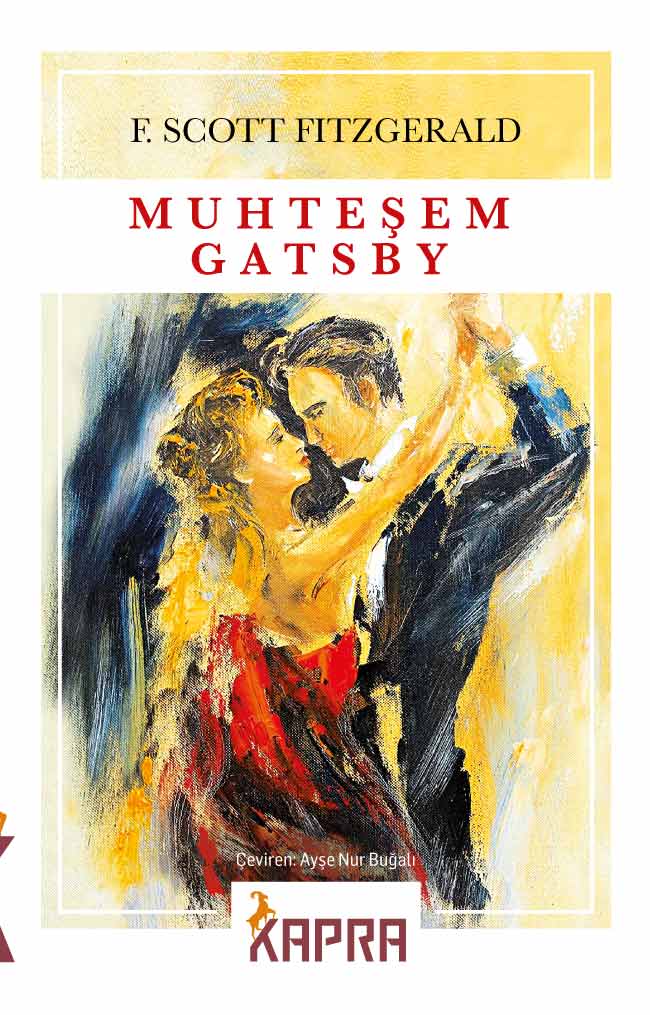 F. SCOTT FITZGERALD
MUHTEŞEM
GATSBY
Çeviren: Ayşe Nur Buğalı
KAPRA